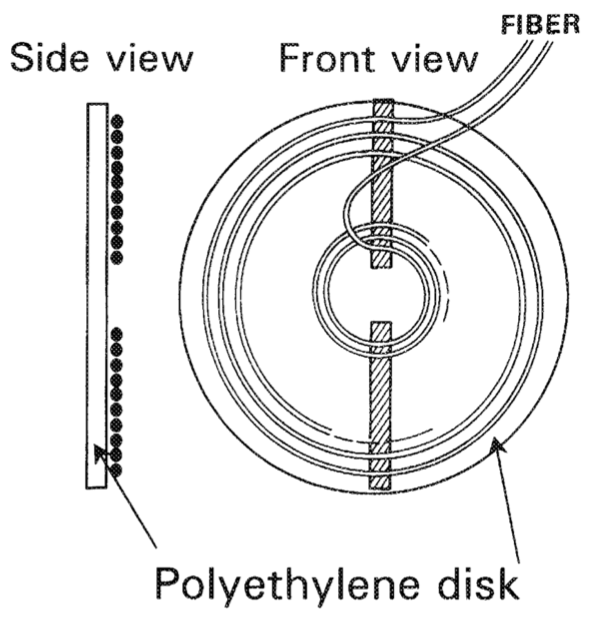 FIBER
Side view
Front view
Polyethylene disk